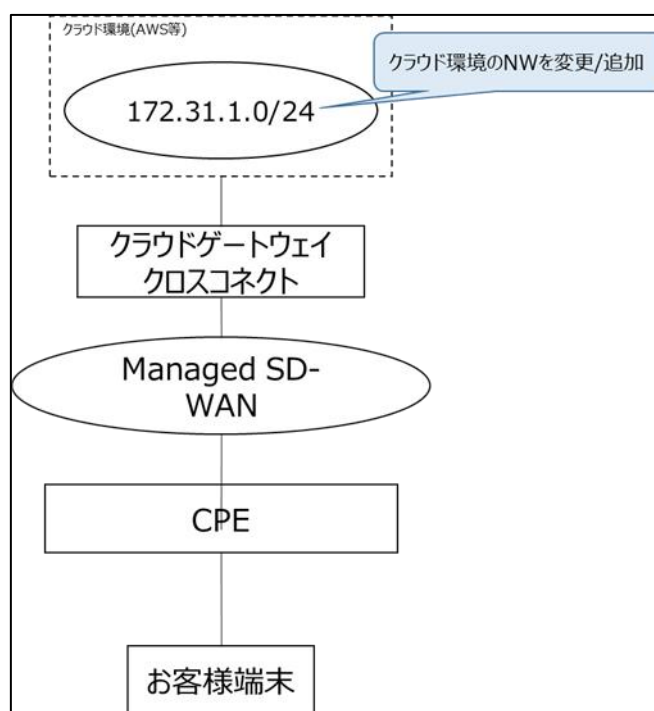 クラウド環境(AWS等)
クラウド環境のNWを変更/追加
172.31.1.0/24
クラウドゲートウェイ
クロスコネクト
Managed SD-
WAN
CPE
お客様端末